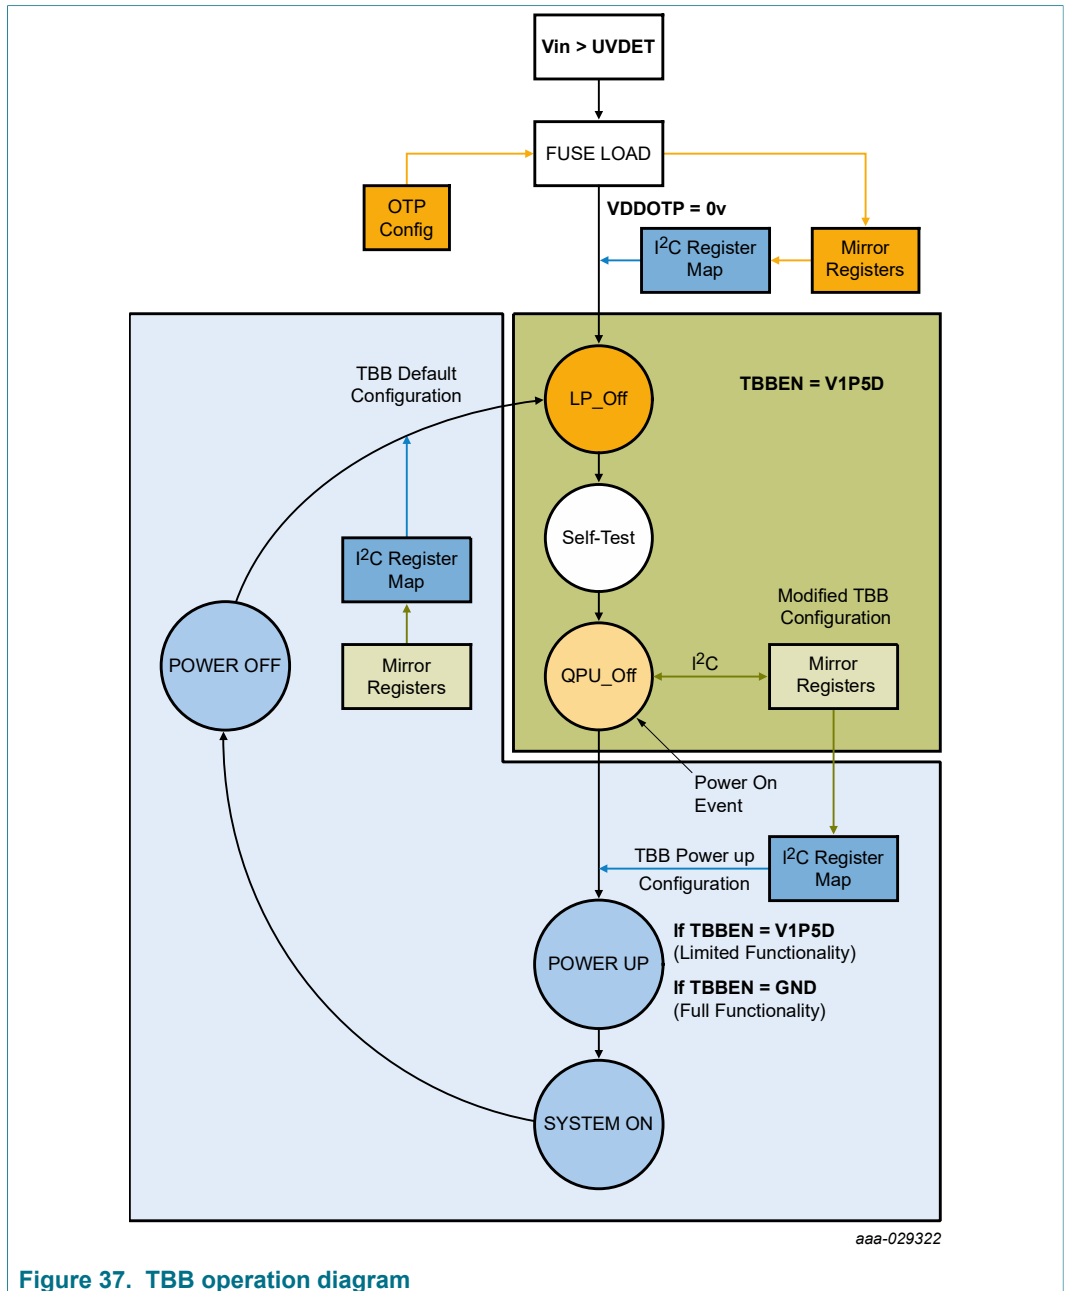 Vin > UVDET
FUSE LOAD
OTP
Config
VDDOTP = 0v
I2C Register
Map
Mirror
Registers
TBB Default
Configuration
LP_Off
TBBEN = V1P5D
Self-Test
I2C Register
Map
Modified TBB
Configuration
POWER OFF
Mirror
Registers
QPU_Off
I2C
Mirror
Registers
Power On
Event
TBB Power up
Configuration
I2C Register
Map
POWER UP
If TBBEN = V1P5D
(Limited Functionality)
If TBBEN = GND
(Full Functionality)
SYSTEM ON
aaa-029322
Figure 37. TBB operation diagram